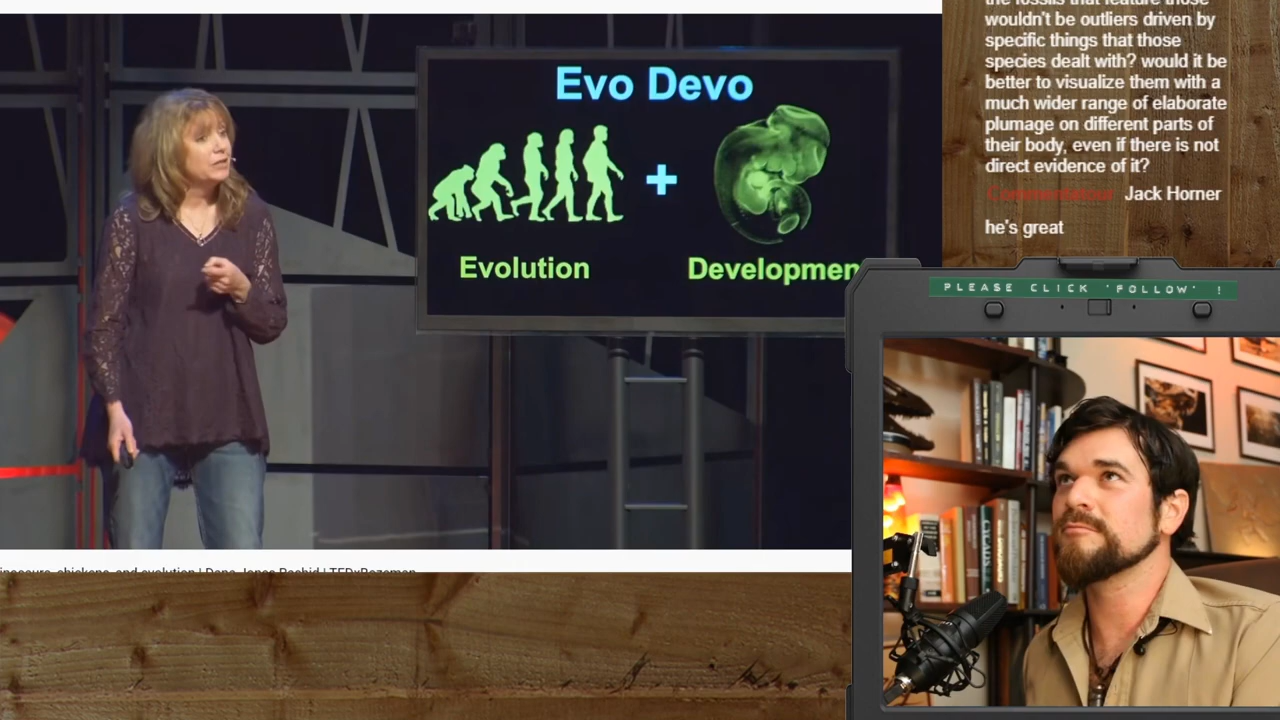 Evo Devo
+
Evolution
Developmen
the fossils that feature those
wouldn't be outliers driven by
specific things that those
species dealt with? would it be
better to visualize them with a
much wider range of elaborate
plumage on different parts of
their body, even if there is not
direct evidence of it?
Jack Horner
he's great
PLEASE CLICK 'FOLLOW' !
CYCADS